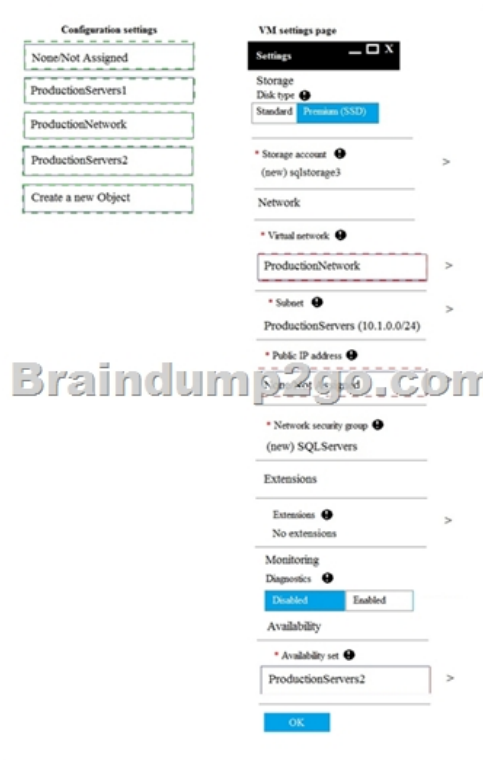 Configuration settings
None/Not Assigned
ProductionServers1
ProductionNetwork
ProductionServers2
Create a new Object
VM settings page
Settings
X
Storage
Disk type
Standard Premium (SSD)
* Storage account
(new) sqlstorage3
>
Network
* Virtual network
ProductionNetwork
>
* Subnet
>
ProductionServers (10.1.0.0/24)
* Public IP address
None/Not Assigned
Braindump2go.com
* Network security group
(new) SQLServers
Extensions
Extensions
>
No extensions
Monitoring
Diagnostics
Disabled Enabled
Availability
* Availability set
ProductionServers2
>
OK